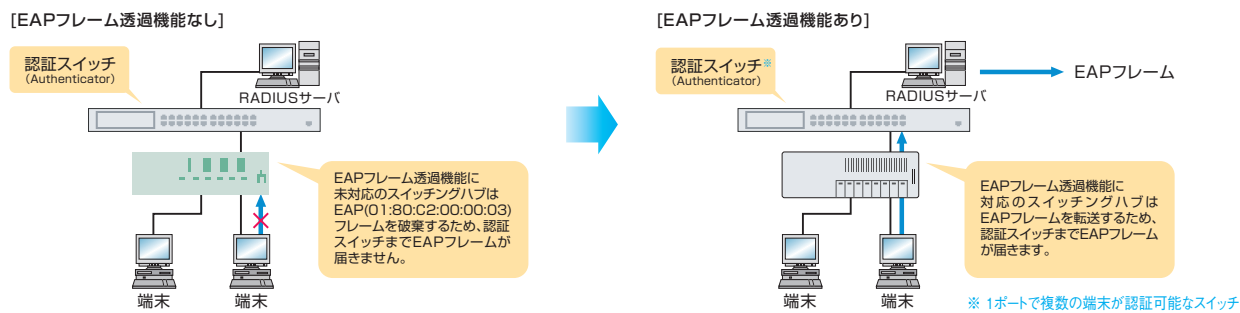 [EAPフレーム透過機能なし]
認証スイッチ
(Authenticator)
RADIUSサーバ
EAPフレーム透過機能に
未対応のスイッチングハブは
EAP(01:80:C2:00:00:03)
フレームを破棄するため、認証
スイッチまでEAPフレームが
届きません。
端末
端末
[EAPフレーム透過機能あり]
認証スイッチ※
(Authenticator)
RADIUSサーバ
EAPフレーム
EAPフレーム透過機能に
対応のスイッチングハブは
EAPフレームを転送するため、
認証スイッチまでEAPフレーム
が届きます。
端末
端末
※ 1ポートで複数の端末が認証可能なスイッチ